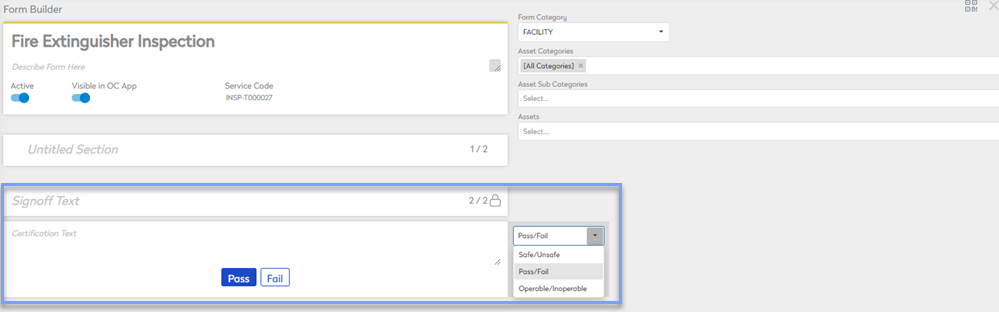 Form Builder
Fire Extinguisher Inspection
Describe Form Here
Active Visible in OC App Service Code
INSP-T000027
Untitled Section 1 / 2
Signoff Text 2 / 2
Certification Text
Pass Fail
Form Category
FACILITY
Asset Categories
[All Categories] ×
Asset Sub Categories
Select...
Assets
Select...
Pass/Fail
Safe/Unsafe
Pass/Fail
Operable/Inoperable